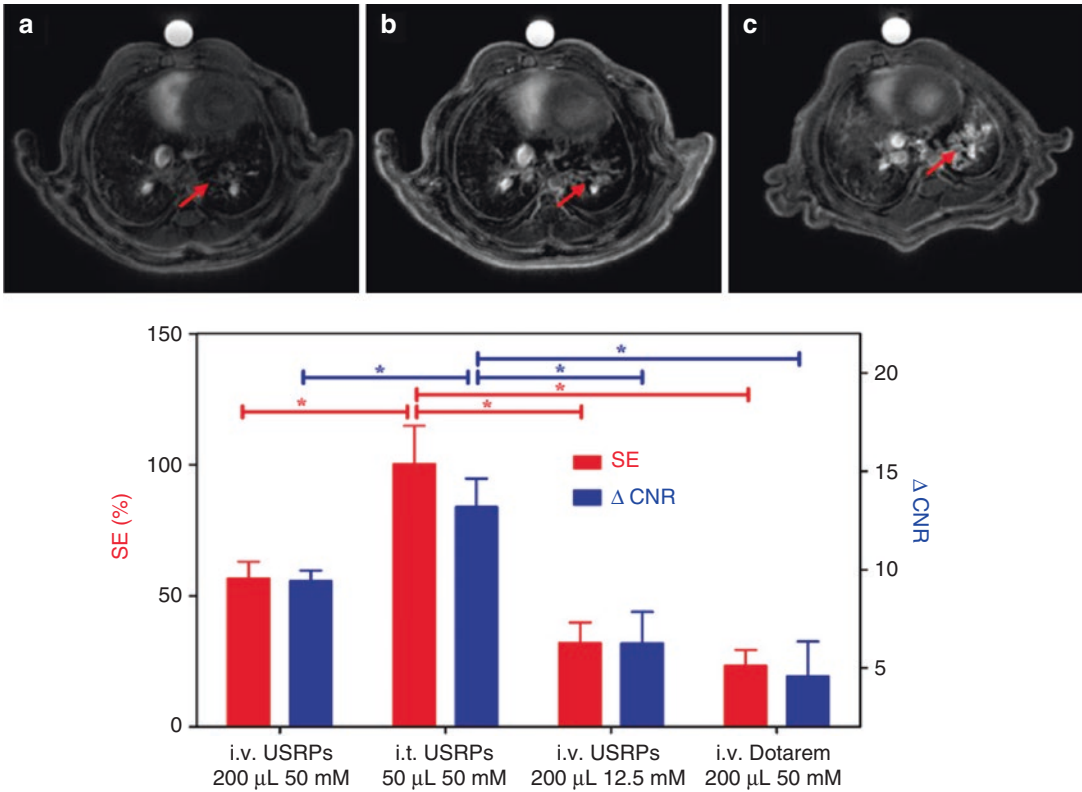 a
b
c
150
100
50
0
SE (%)
20
15
10
5
Δ CNR
*
*
*
*
*
*
SE
Δ CNR
i.v. USRPs
200 μL 50 mM
i.t. USRPs
50 μL 50 mM
i.v. USRPs
200 μL 12.5 mM
i.v. Dotarem
200 μL 50 mM